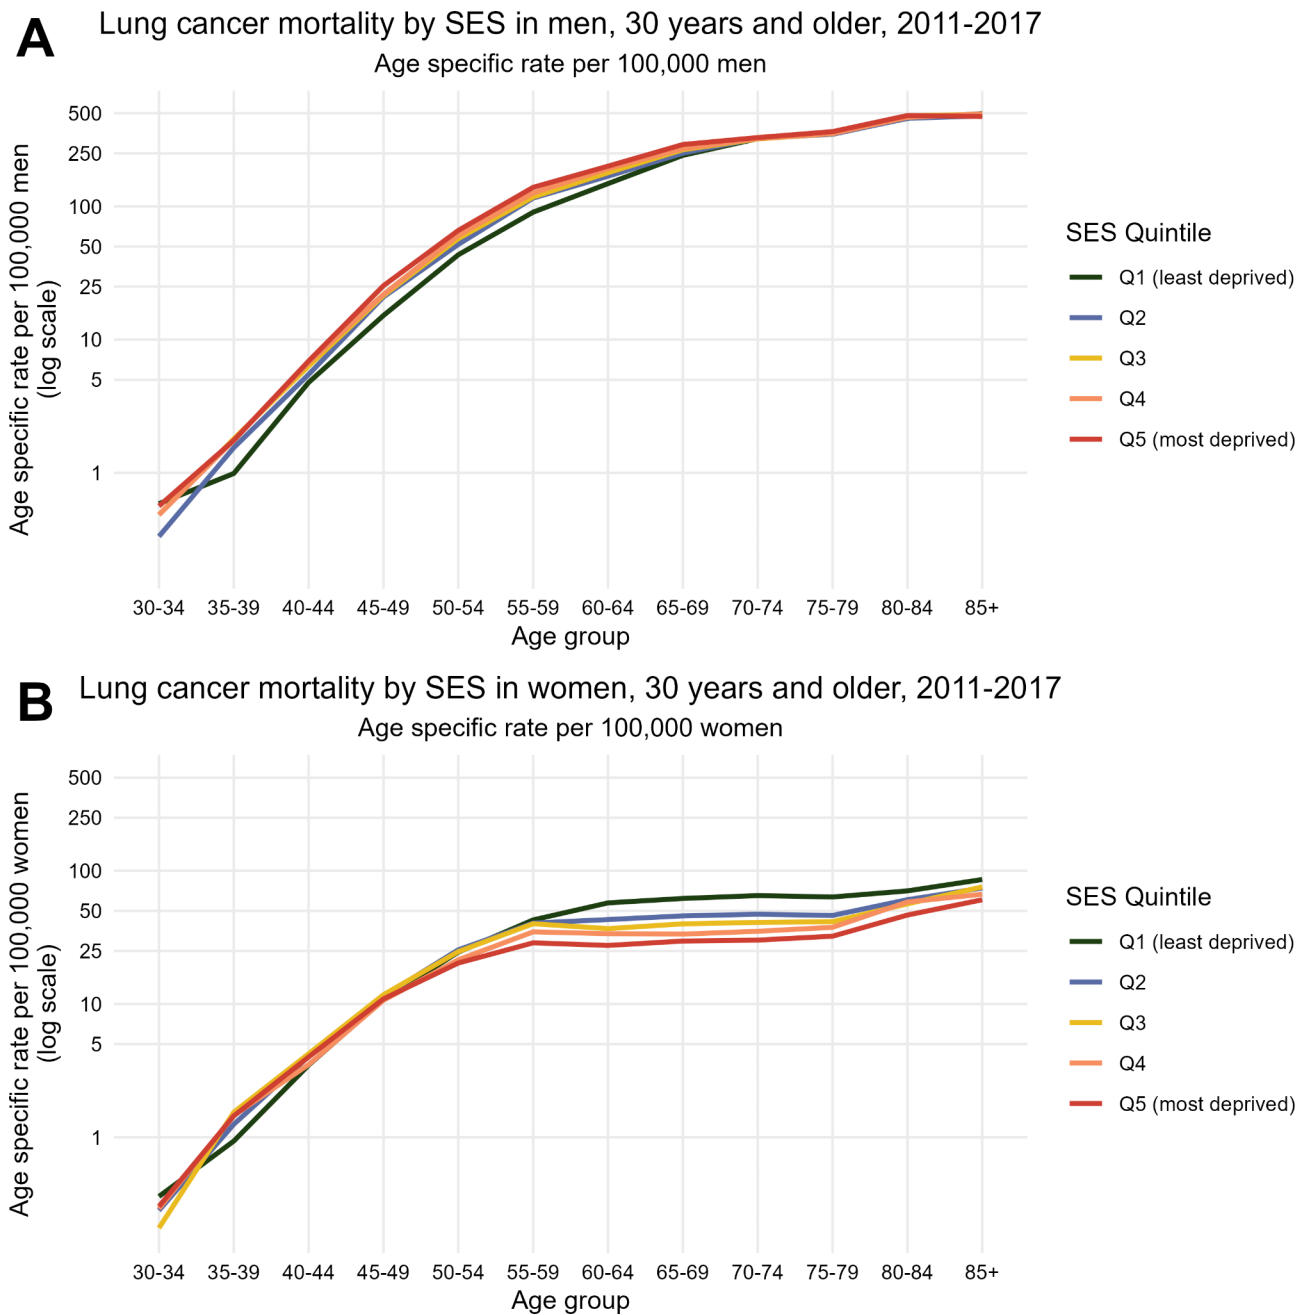 A
Lung cancer mortality by SES in men, 30 years and older, 2011-2017
Age specific rate per 100,000 men
Age specific rate per 100,000 men
(log scale)
500
250
100
50
25
10
5
1
30-34 35-39 40-44 45-49 50-54 55-59 60-64 65-69 70-74 75-79 80-84 85+
Age group
SES Quintile
Q1 (least deprived)
Q2
Q3
Q4
Q5 (most deprived)
B
Lung cancer mortality by SES in women, 30 years and older, 2011-2017
Age specific rate per 100,000 women
Age specific rate per 100,000 women
(log scale)
500
250
100
50
25
10
5
1
30-34 35-39 40-44 45-49 50-54 55-59 60-64 65-69 70-74 75-79 80-84 85+
Age group
SES Quintile
Q1 (least deprived)
Q2
Q3
Q4
Q5 (most deprived)